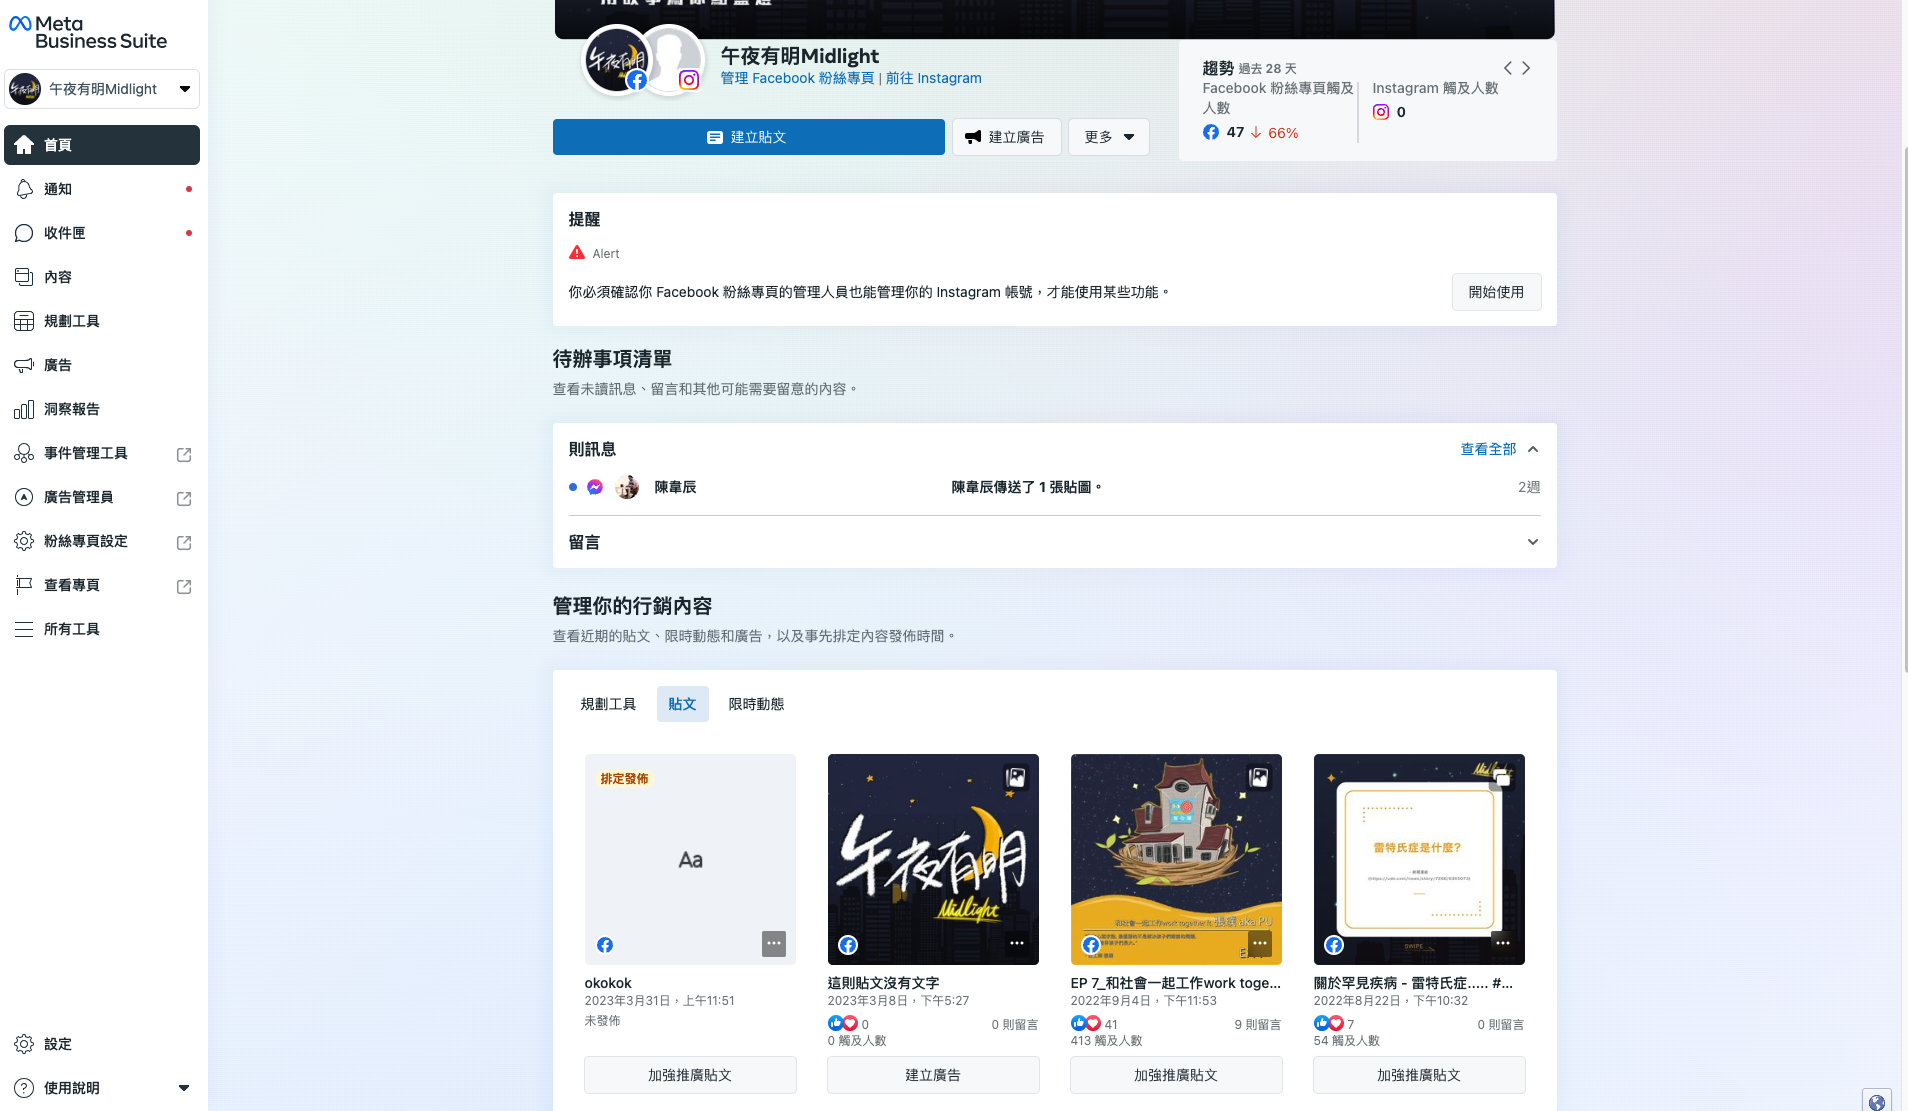 Meta
Business Suite
午夜有明Midlight
首頁
通知
收件匣
內容
規劃工具
廣告
洞察報告
事件管理工具
廣告管理員
粉絲專頁設定
查看專頁
所有工具
設定
使用說明
午夜有明Midlight
管理 Facebook 粉絲專頁 | 前往 Instagram
建立貼文
建立廣告
更多
趨勢 過去 28 天
Facebook 粉絲專頁觸及人數
47 ↓ 66%
Instagram 觸及人數
0
提醒
Alert
你必須確認你 Facebook 粉絲專頁的管理人員也能管理你的 Instagram 帳號，才能使用某些功能。
開始使用
待辦事項清單
查看未讀訊息、留言和其他可能需要留意的內容。
則訊息
查看全部
陳韋辰
陳韋辰傳送了 1 張貼圖。
2週
留言
管理你的行銷內容
查看近期的貼文、限時動態和廣告，以及事先排定內容發佈時間。
規劃工具
貼文
限時動態
排定發佈
Aa
okokok
2023年3月31日，上午11:51
未發佈
加強推廣貼文
午夜有明
Midlight
這則貼文沒有文字
2023年3月8日，下午5:27
0
0 則留言
0 觸及人數
建立廣告
和社會一起工作work together ft. 張璞 aka PU
EP 7_和社會一起工作work toge...
2022年9月4日，下午11:53
41
9 則留言
413 觸及人數
加強推廣貼文
Midlight
雷特氏症是什麼?
SWIPE
關於罕見疾病 - 雷特氏症..... #...
2022年8月22日，下午10:32
7
0 則留言
54 觸及人數
加強推廣貼文